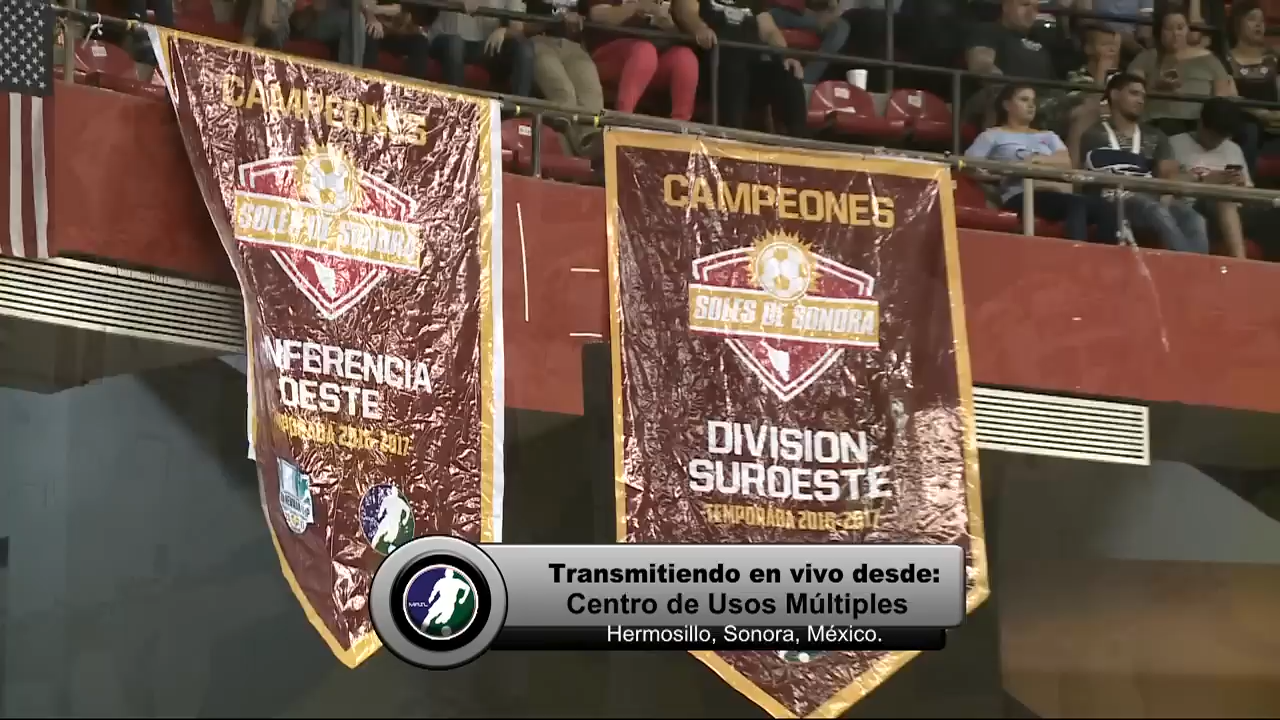 CAMPEONES
SOLES DE SONORA
NFERENCIA
OESTE
2016-2017
CAMPEONES
SOLES DE SONORA
DIVISION
SUROESTE
TEMPORADA 2016-2017
Transmitiendo en vivo desde:
Centro de Usos Múltiples
Hermosillo, Sonora, México.